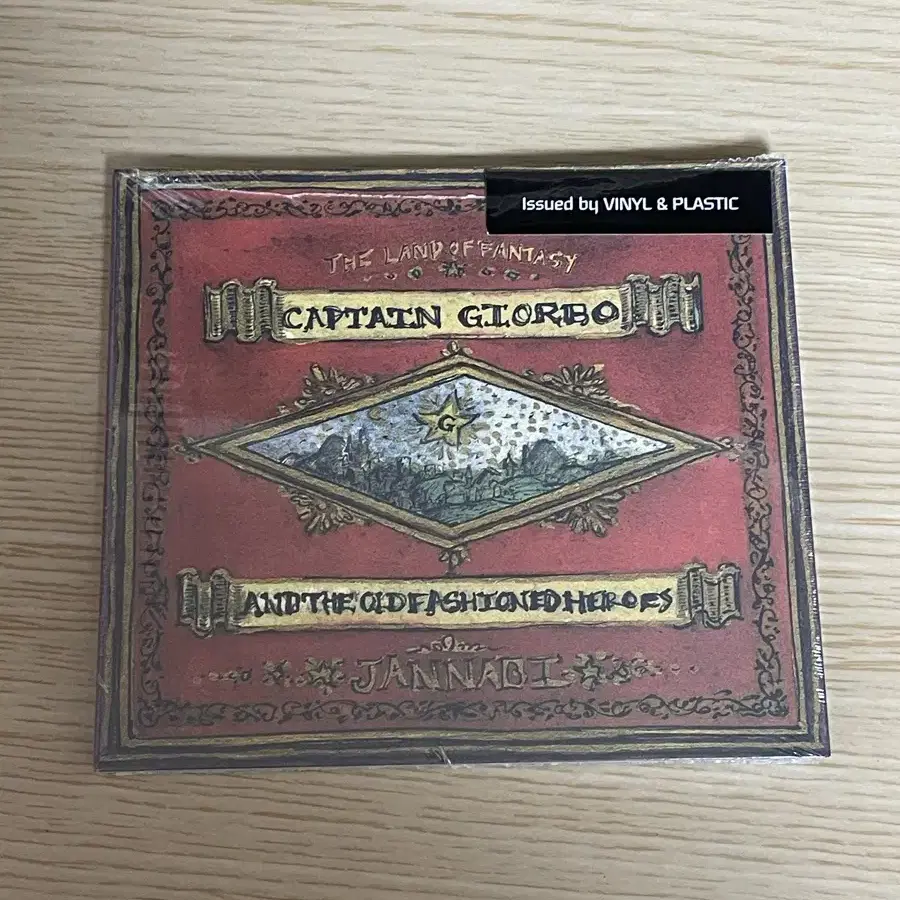 Issued by VINYL & PLASTIC
THE LAND OF FANTASY
CAPTAIN GIORBO
G
AND THE OLD FASHIONED HEROES
JANNABI